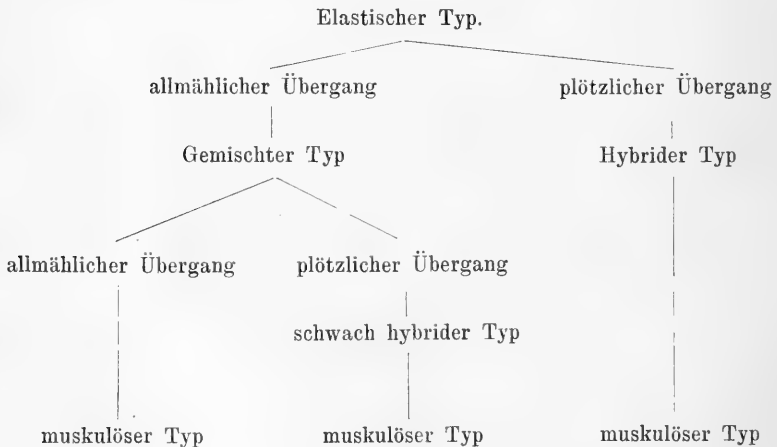 Elastischer Typ.
allmählicher Übergang plötzlicher Übergang
Gemischter Typ Hybrider Typ
allmählicher Übergang plötzlicher Übergang
schwach hybrider Typ
muskulöser Typ muskulöser Typ muskulöser Typ